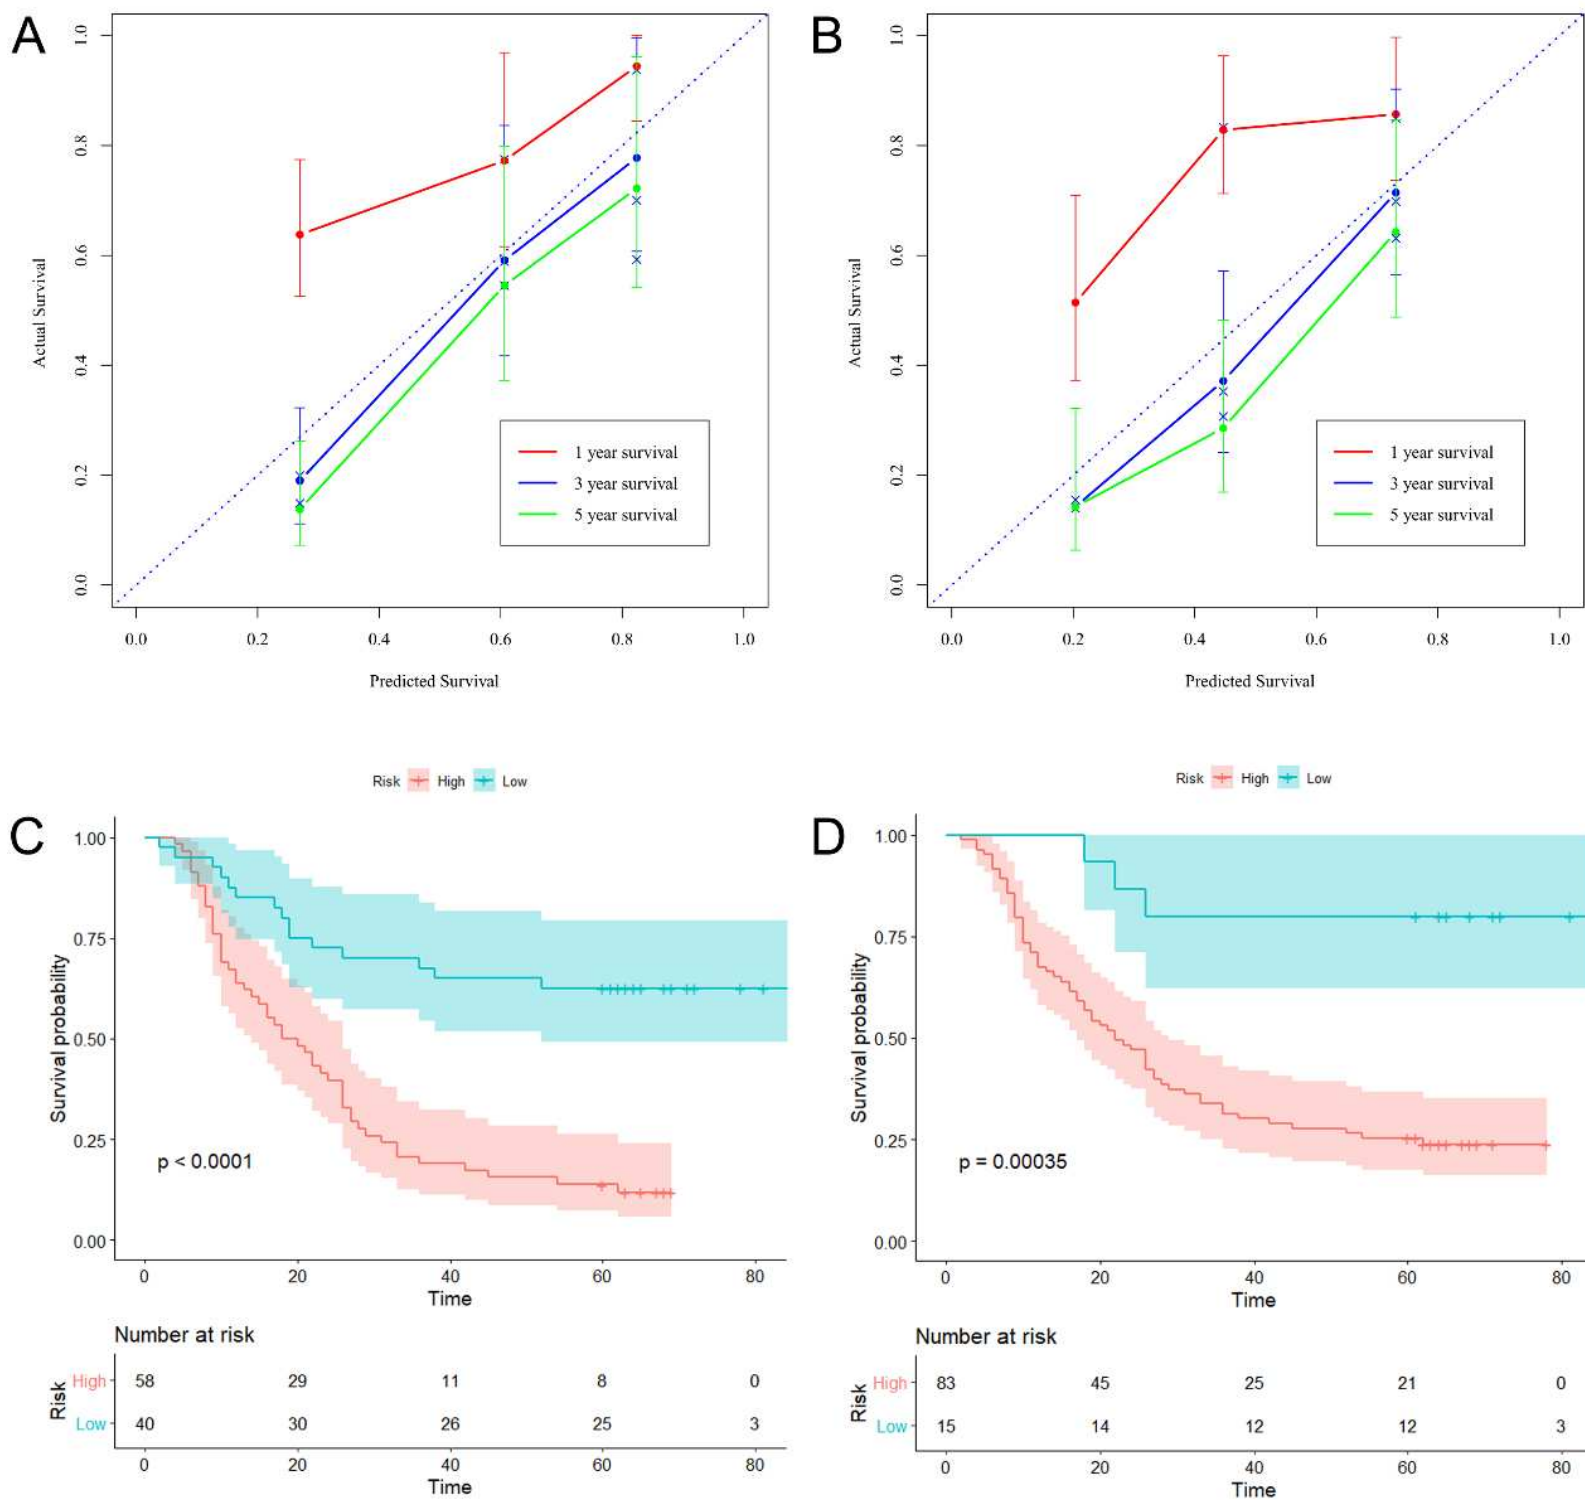 A
1.0
0.8
0.6
0.4
0.2
0.0
Actual Survival
1 year survival
3 year survival
5 year survival
0.0 0.2 0.4 0.6 0.8 1.0
Predicted Survival
B
1.0
0.8
0.6
0.4
0.2
0.0
Actual Survival
1 year survival
3 year survival
5 year survival
0.0 0.2 0.4 0.6 0.8 1.0
Predicted Survival
C
Risk High Low
1.00
0.75
0.50
0.25
0.00
Survival probability
p < 0.0001
0 20 40 60 80
Time
Number at risk
Risk
High 58 29 11 8 0
Low 40 30 26 25 3
0 20 40 60 80
Time
D
Risk High Low
1.00
0.75
0.50
0.25
0.00
Survival probability
p = 0.00035
0 20 40 60 80
Time
Number at risk
Risk
High 83 45 25 21 0
Low 15 14 12 12 3
0 20 40 60 80
Time